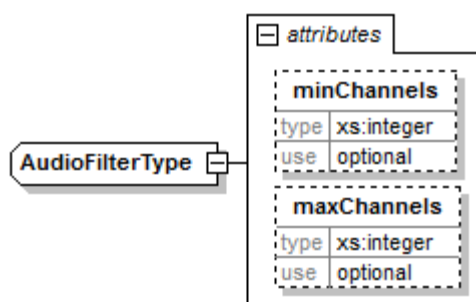 attributes
minChannels
type xs:integer
use optional
AudioFilterType
maxChannels
type xs:integer
use optional